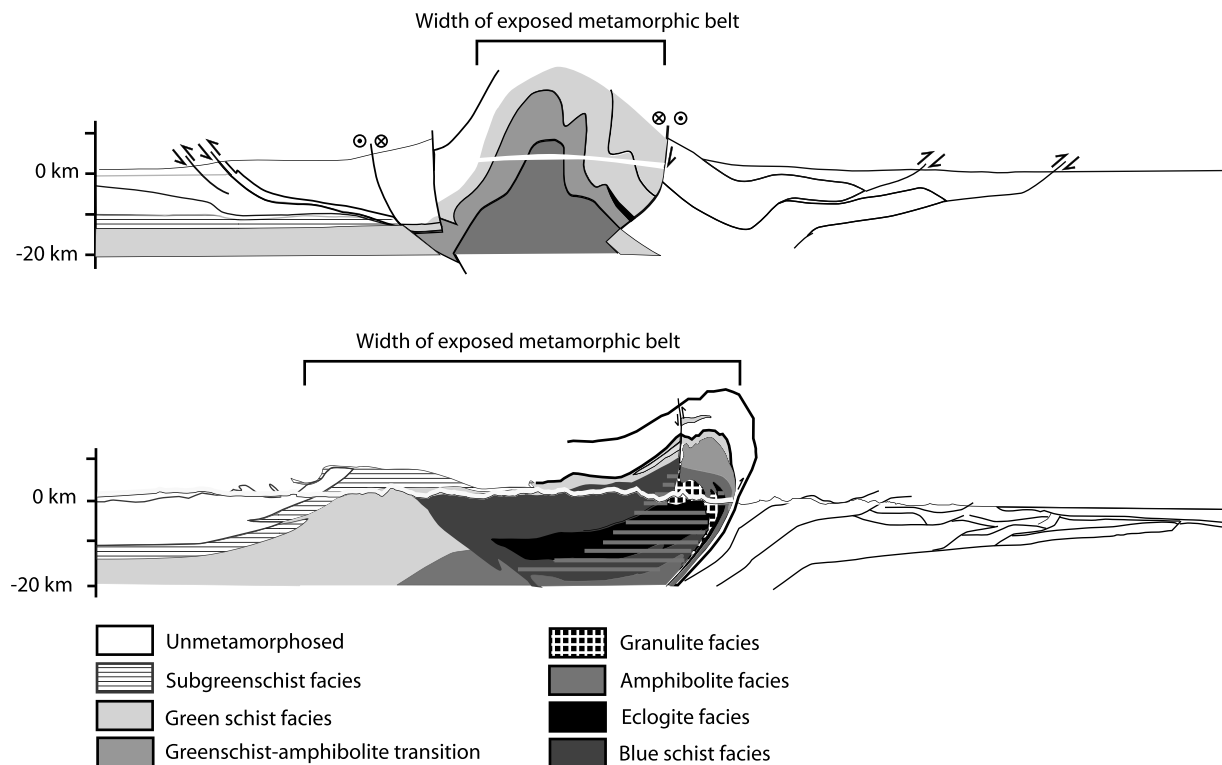 Width of exposed metamorphic belt
0 km
-20 km
Width of exposed metamorphic belt
0 km
-20 km
Unmetamorphosed
Subgreenschist facies
Green schist facies
Greenschist-amphibolite transition
Granulite facies
Amphibolite facies
Eclogite facies
Blue schist facies